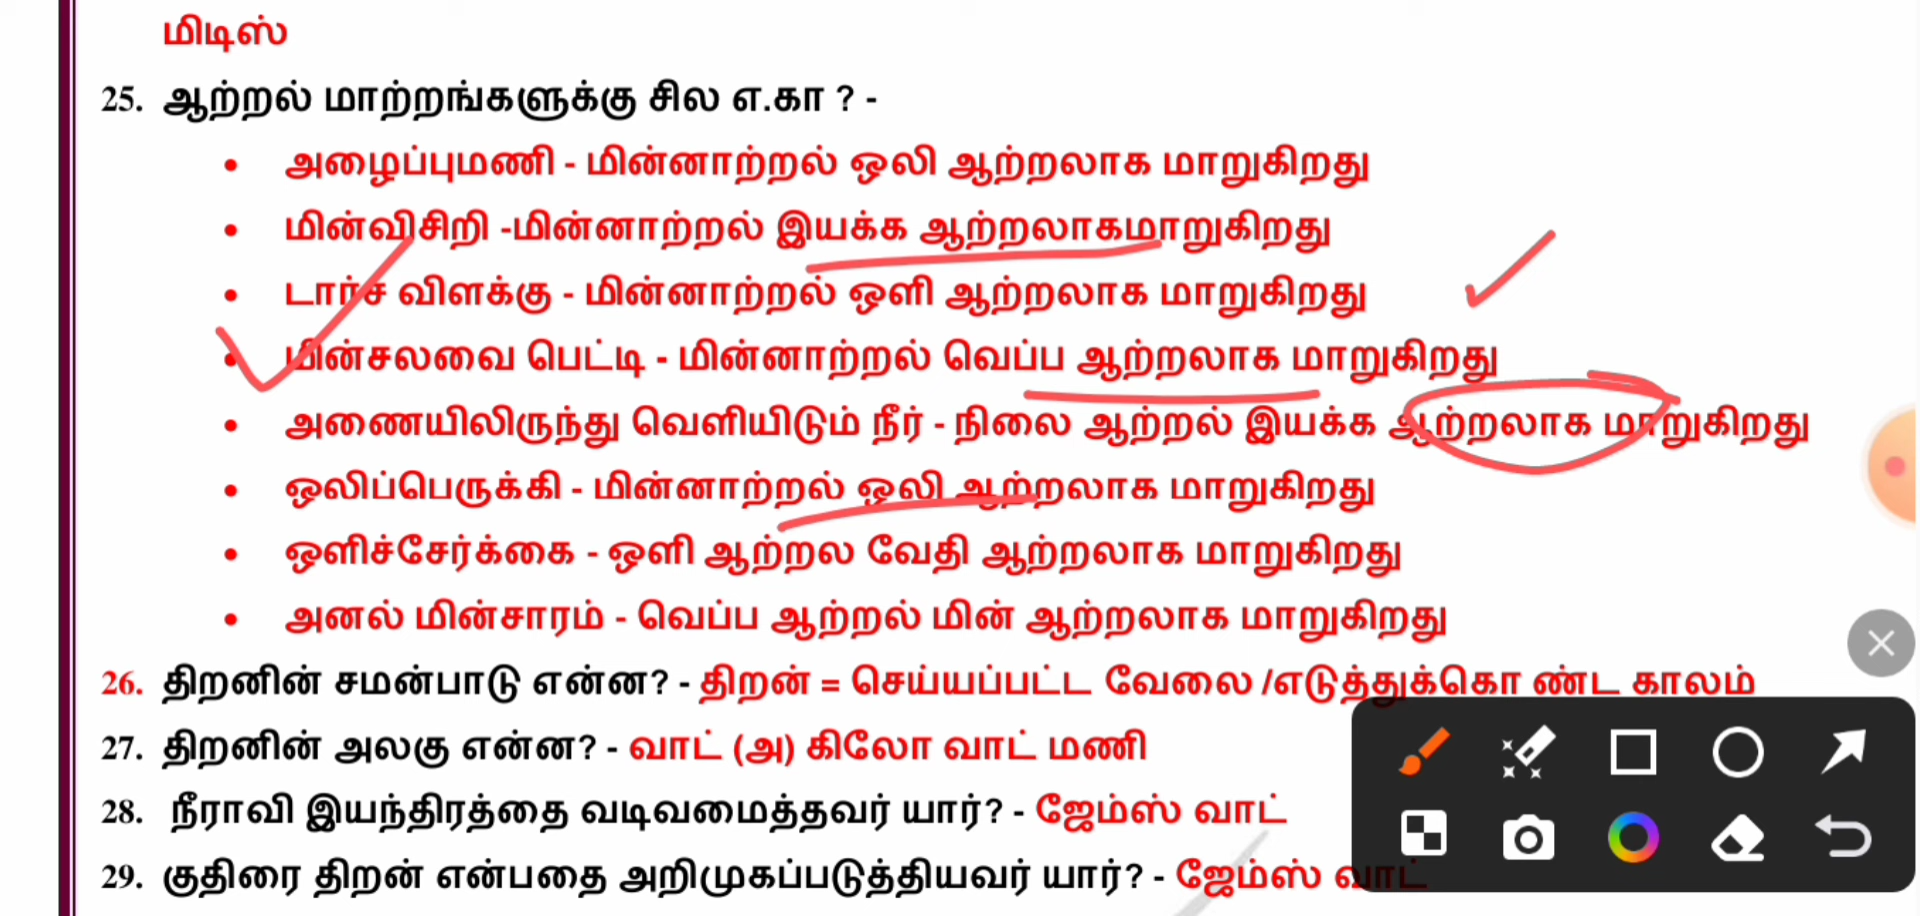 மிடிஸ்
25. ஆற்றல் மாற்றங்களுக்கு சில எ.கா ? -
• அழைப்புமணி - மின்னாற்றல் ஒலி ஆற்றலாக மாறுகிறது
• மின்விசிறி -மின்னாற்றல் இயக்க ஆற்றலாகமாறுகிறது
• டார்ச் விளக்கு - மின்னாற்றல் ஒளி ஆற்றலாக மாறுகிறது
• மின்சலவை பெட்டி - மின்னாற்றல் வெப்ப ஆற்றலாக மாறுகிறது
• அணையிலிருந்து வெளியிடும் நீர் - நிலை ஆற்றல் இயக்க ஆற்றலாக மாறுகிறது
• ஒலிப்பெருக்கி - மின்னாற்றல் ஒலி ஆற்றலாக மாறுகிறது
• ஒளிச்சேர்க்கை - ஒளி ஆற்றல வேதி ஆற்றலாக மாறுகிறது
• அனல் மின்சாரம் - வெப்ப ஆற்றல் மின் ஆற்றலாக மாறுகிறது
26. திறனின் சமன்பாடு என்ன? - திறன் = செய்யப்பட்ட வேலை /எடுத்துக்கொ ண்ட காலம்
27. திறனின் அலகு என்ன? - வாட் (அ) கிலோ வாட் மணி
28. நீராவி இயந்திரத்தை வடிவமைத்தவர் யார்? - ஜேம்ஸ் வாட்
29. குதிரை திறன் என்பதை அறிமுகப்படுத்தியவர் யார்? - ஜேம்ஸ் வாட்